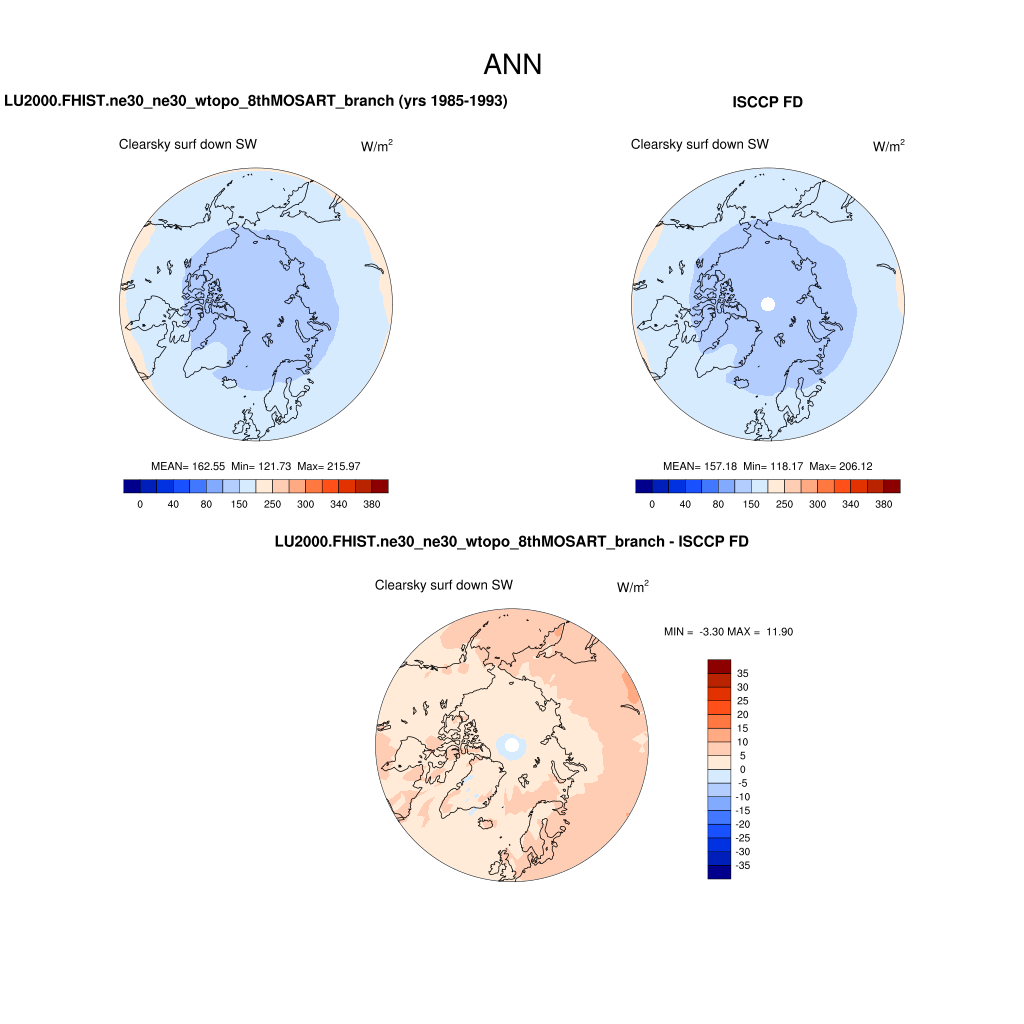 ANN
LU2000.FHIST.ne30_ne30_wtopo_8thMOSART_branch (yrs 1985-1993)
ISCCP FD
Clearsky surf down SW W/m2
Clearsky surf down SW W/m2
MEAN= 162.55 Min= 121.73 Max= 215.97
MEAN= 157.18 Min= 118.17 Max= 206.12
0 40 80 150 250 300 340 380
0 40 80 150 250 300 340 380
LU2000.FHIST.ne30_ne30_wtopo_8thMOSART_branch - ISCCP FD
Clearsky surf down SW W/m2
MIN = -3.30 MAX = 11.90
35
30
25
20
15
10
5
0
-5
-10
-15
-20
-25
-30
-35